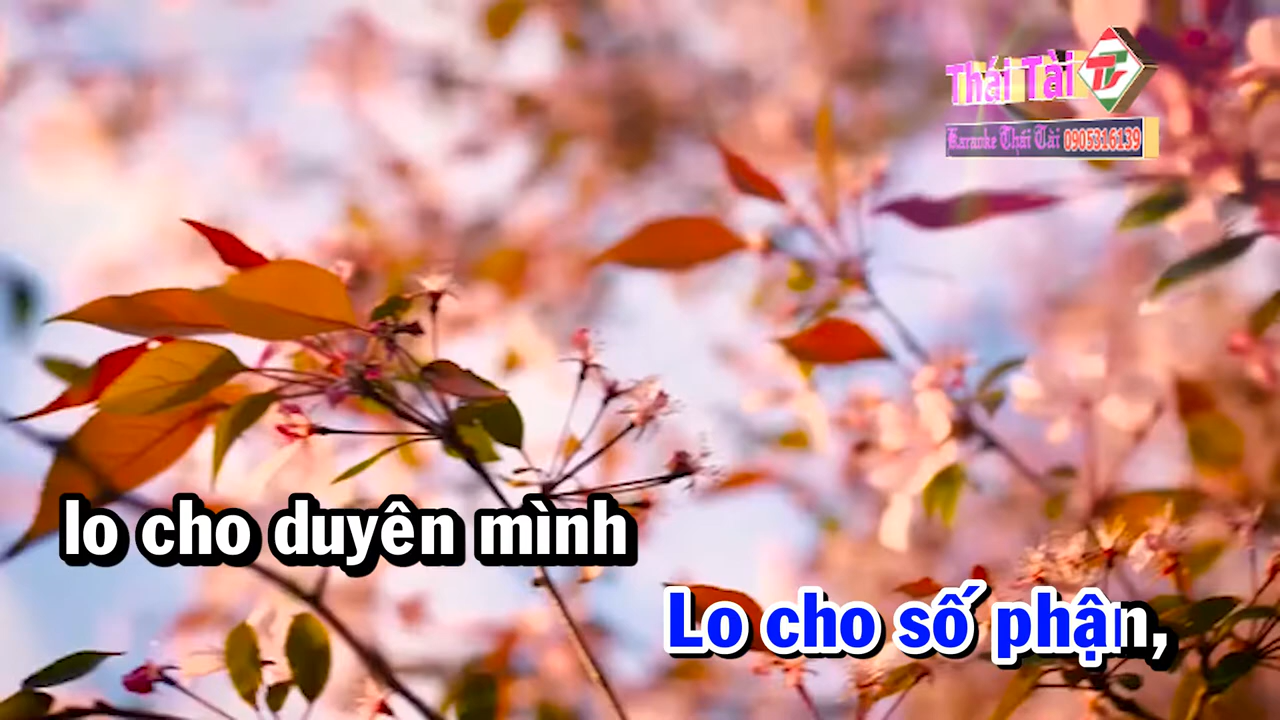 Thái Tài
Karaoke Thái Tài 0905316139
lo cho duyên mình
Lo cho số phận,